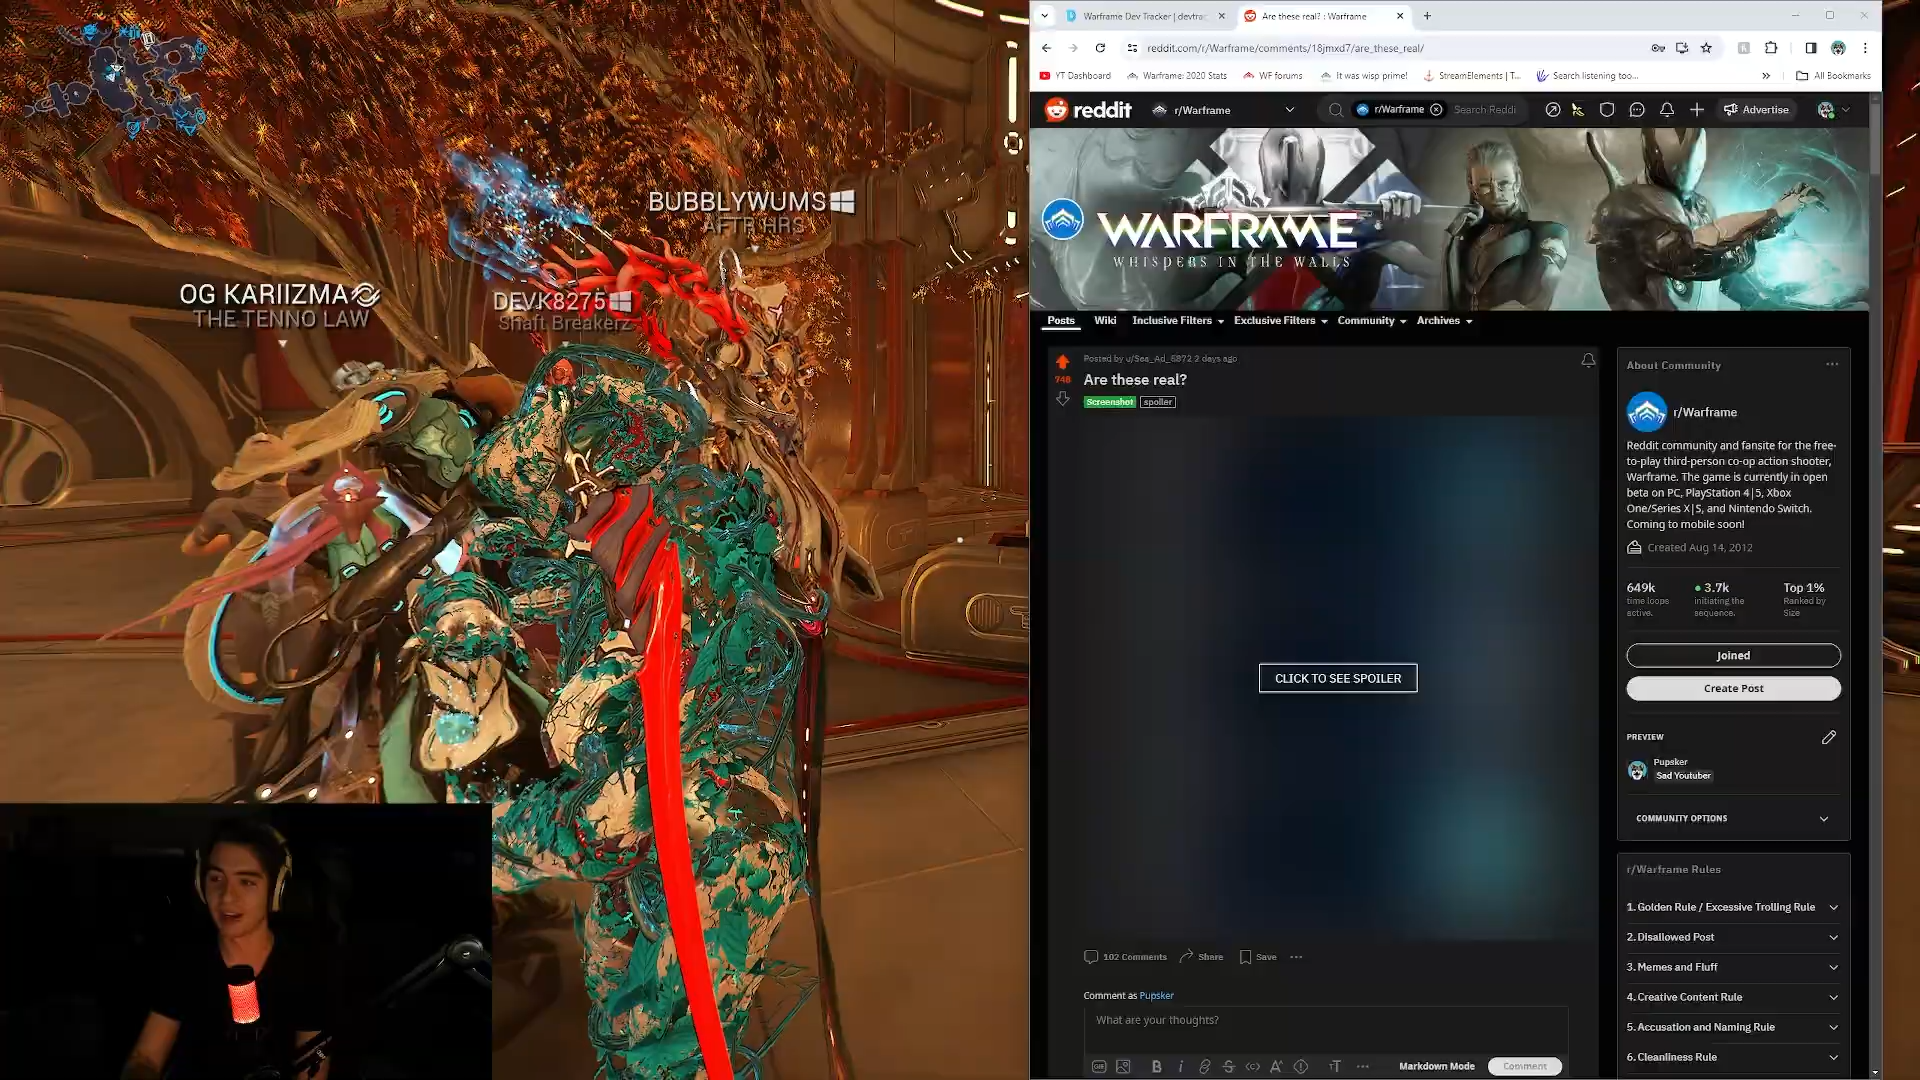 BUBBLYWUMS
AFTR HRS
OG KARIIZMA
THE TENNO LAW
DEVK8275
Shaft Breakerz
Warframe Dev Tracker | devtrac
Are these real? : Warframe
reddit.com/r/Warframe/comments/18jmxd7/are_these_real/
YT Dashboard
Warframe: 2020 Stats
WF forums
It was wisp prime!
StreamElements | T...
Search listening too...
All Bookmarks
reddit
r/Warframe
r/Warframe
Search Reddi
Advertise
WARFRAME
WHISPERS IN THE WALLS
Posts
Wiki
Inclusive Filters
Exclusive Filters
Community
Archives
Posted by u/Sea_Ad_5872 2 days ago
748
Are these real?
Screenshot
spoiler
CLICK TO SEE SPOILER
102 Comments
Share
Save
Comment as Pupsker
What are your thoughts?
Markdown Mode
Comment
About Community
r/Warframe
Reddit community and fansite for the free-
to-play third-person co-op action shooter,
Warframe. The game is currently in open
beta on PC, PlayStation 4|5, Xbox
One/Series X|S, and Nintendo Switch.
Coming to mobile soon!
Created Aug 14, 2012
649k
time loops
active.
3.7k
initiating the
sequence.
Top 1%
Ranked by
Size
Joined
Create Post
PREVIEW
Pupsker
Sad Youtuber
COMMUNITY OPTIONS
r/Warframe Rules
1. Golden Rule / Excessive Trolling Rule
2. Disallowed Post
3. Memes and Fluff
4. Creative Content Rule
5. Accusation and Naming Rule
6. Cleanliness Rule